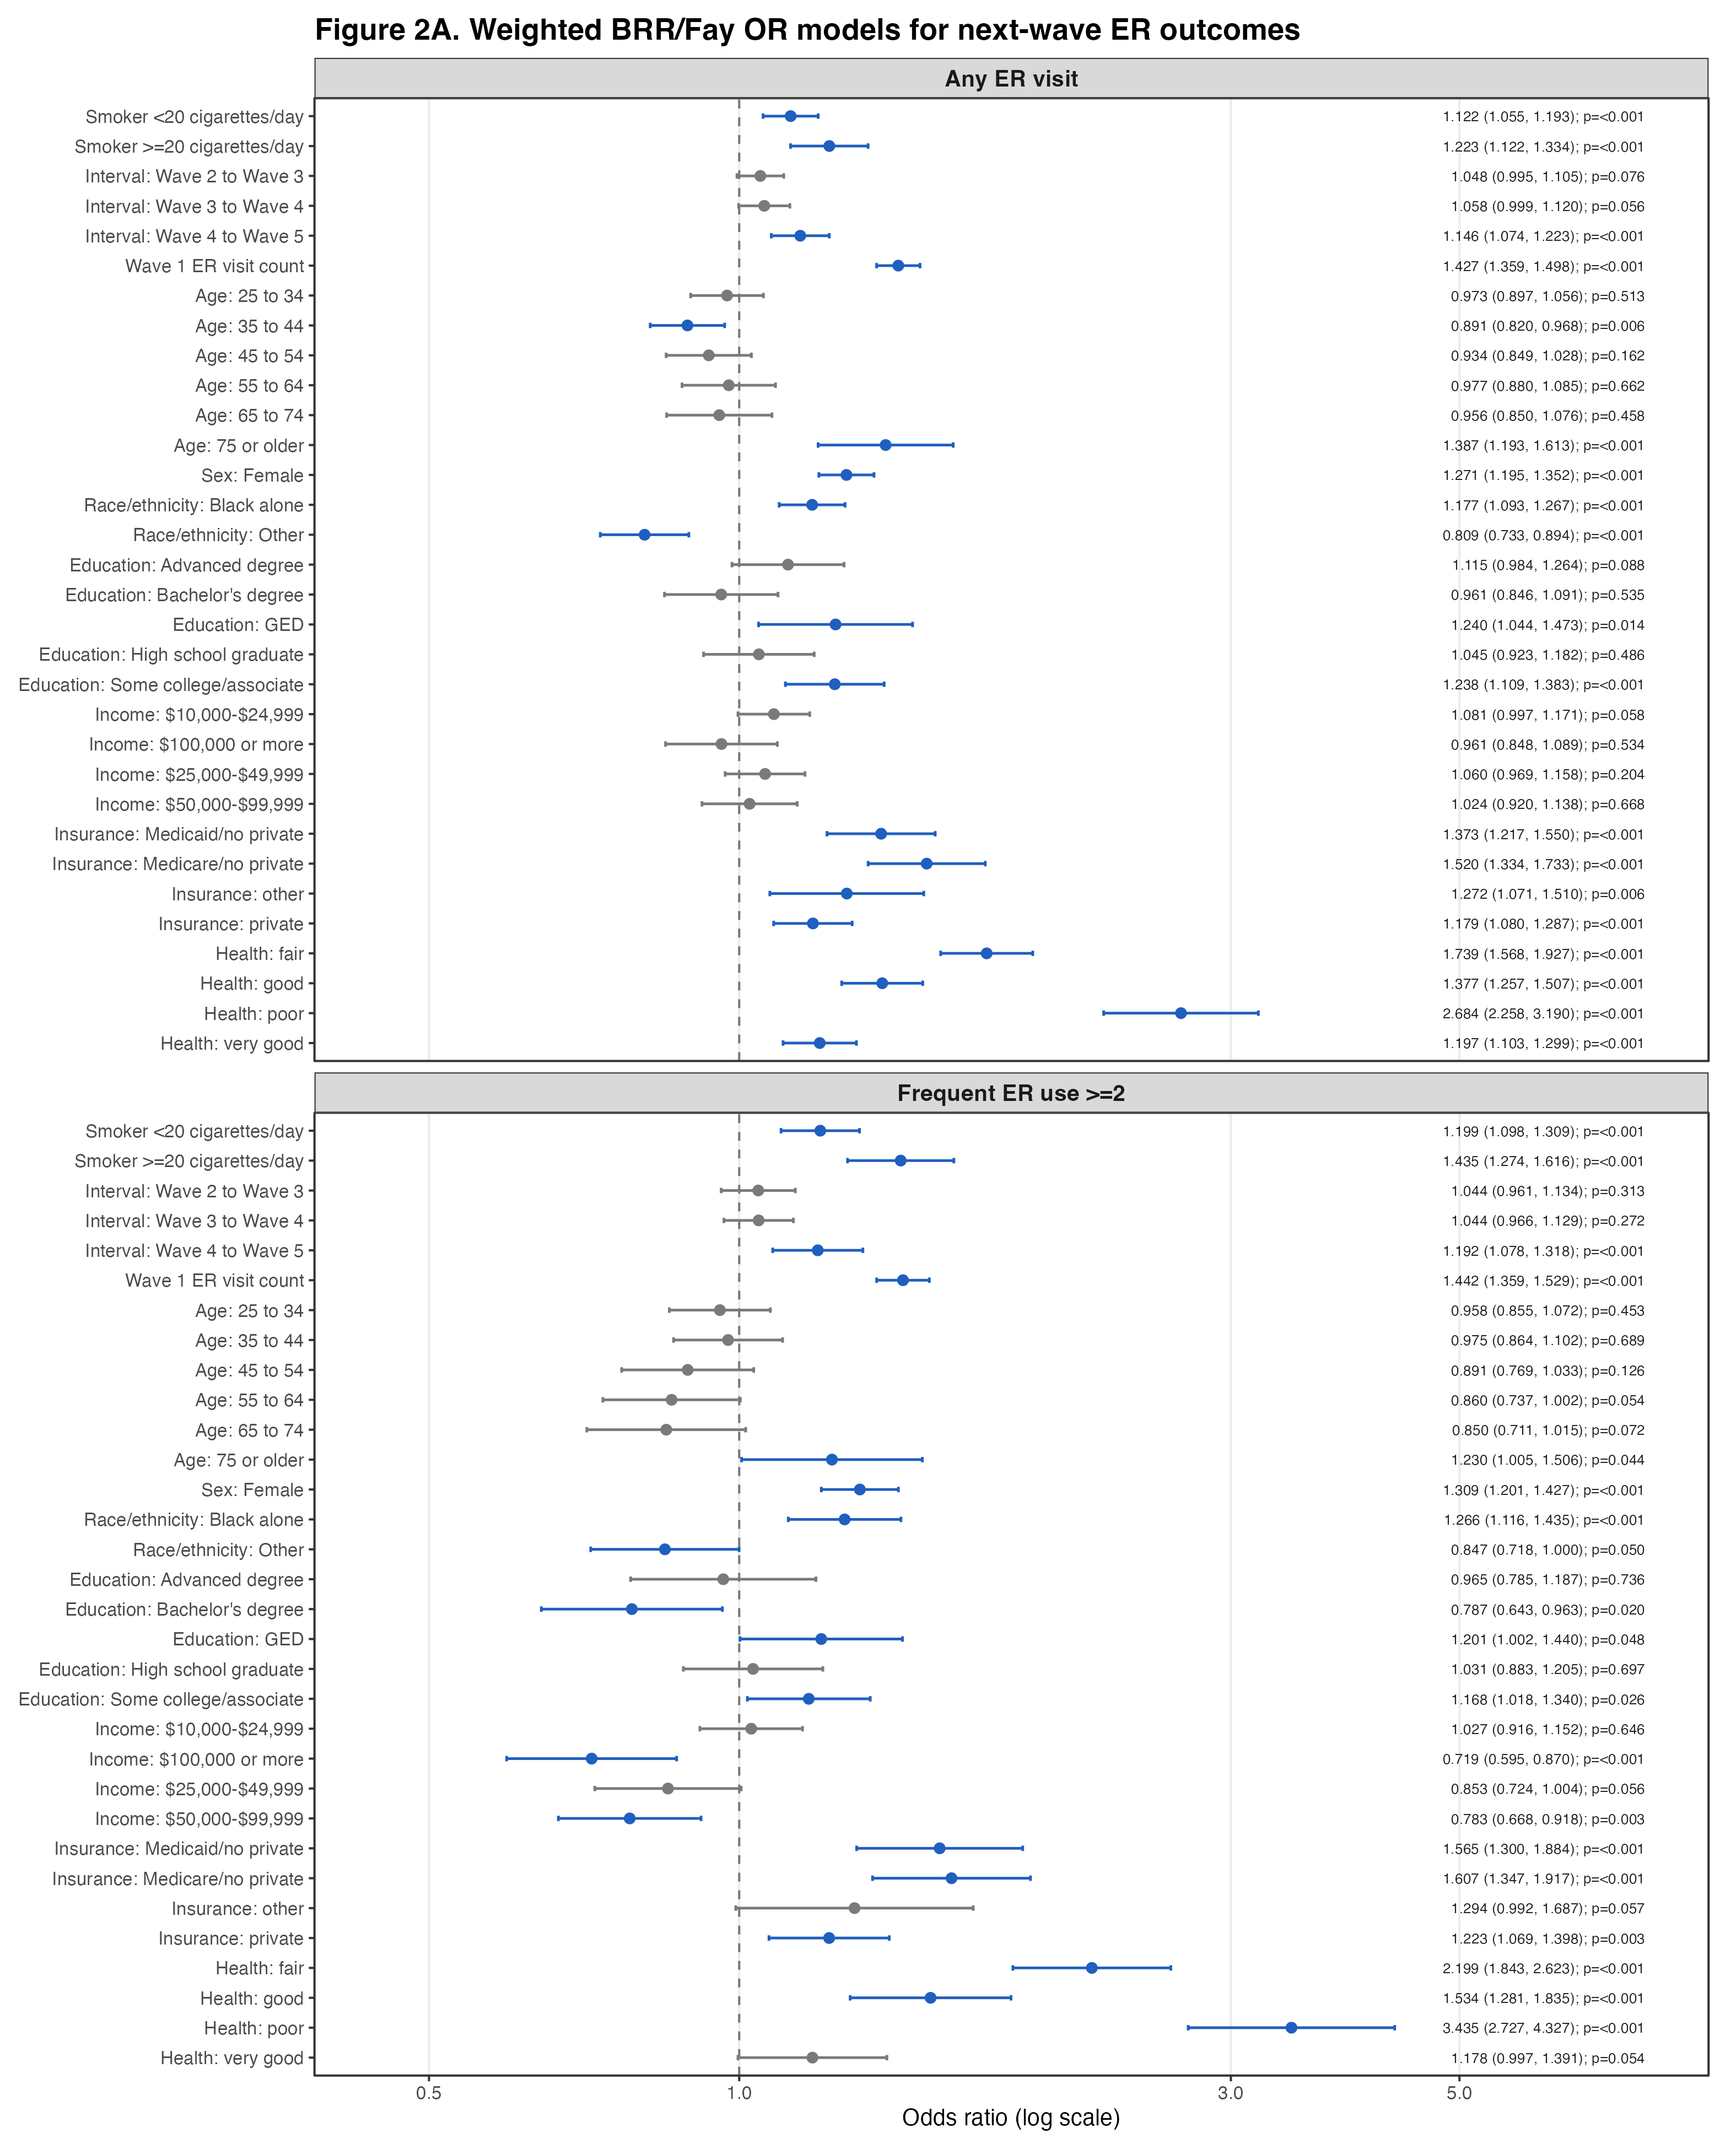 Figure 2A. Weighted BRR/Fay OR models for next-wave ER outcomes
Any ER visit
Smoker <20 cigarettes/day 1.122 (1.055, 1.193); p=<0.001
Smoker >=20 cigarettes/day 1.223 (1.122, 1.334); p=<0.001
Interval: Wave 2 to Wave 3 1.048 (0.995, 1.105); p=0.076
Interval: Wave 3 to Wave 4 1.058 (0.999, 1.120); p=0.056
Interval: Wave 4 to Wave 5 1.146 (1.074, 1.223); p=<0.001
Wave 1 ER visit count 1.427 (1.359, 1.498); p=<0.001
Age: 25 to 34 0.973 (0.897, 1.056); p=0.513
Age: 35 to 44 0.891 (0.820, 0.968); p=0.006
Age: 45 to 54 0.934 (0.849, 1.028); p=0.162
Age: 55 to 64 0.977 (0.880, 1.085); p=0.662
Age: 65 to 74 0.956 (0.850, 1.076); p=0.458
Age: 75 or older 1.387 (1.193, 1.613); p=<0.001
Sex: Female 1.271 (1.195, 1.352); p=<0.001
Race/ethnicity: Black alone 1.177 (1.093, 1.267); p=<0.001
Race/ethnicity: Other 0.809 (0.733, 0.894); p=<0.001
Education: Advanced degree 1.115 (0.984, 1.264); p=0.088
Education: Bachelor's degree 0.961 (0.846, 1.091); p=0.535
Education: GED 1.240 (1.044, 1.473); p=0.014
Education: High school graduate 1.045 (0.923, 1.182); p=0.486
Education: Some college/associate 1.238 (1.109, 1.383); p=<0.001
Income: $10,000-$24,999 1.081 (0.997, 1.171); p=0.058
Income: $100,000 or more 0.961 (0.848, 1.089); p=0.534
Income: $25,000-$49,999 1.060 (0.969, 1.158); p=0.204
Income: $50,000-$99,999 1.024 (0.920, 1.138); p=0.668
Insurance: Medicaid/no private 1.373 (1.217, 1.550); p=<0.001
Insurance: Medicare/no private 1.520 (1.334, 1.733); p=<0.001
Insurance: other 1.272 (1.071, 1.510); p=0.006
Insurance: private 1.179 (1.080, 1.287); p=<0.001
Health: fair 1.739 (1.568, 1.927); p=<0.001
Health: good 1.377 (1.257, 1.507); p=<0.001
Health: poor 2.684 (2.258, 3.190); p=<0.001
Health: very good 1.197 (1.103, 1.299); p=<0.001
Frequent ER use >=2
Smoker <20 cigarettes/day 1.199 (1.098, 1.309); p=<0.001
Smoker >=20 cigarettes/day 1.435 (1.274, 1.616); p=<0.001
Interval: Wave 2 to Wave 3 1.044 (0.961, 1.134); p=0.313
Interval: Wave 3 to Wave 4 1.044 (0.966, 1.129); p=0.272
Interval: Wave 4 to Wave 5 1.192 (1.078, 1.318); p=<0.001
Wave 1 ER visit count 1.442 (1.359, 1.529); p=<0.001
Age: 25 to 34 0.958 (0.855, 1.072); p=0.453
Age: 35 to 44 0.975 (0.864, 1.102); p=0.689
Age: 45 to 54 0.891 (0.769, 1.033); p=0.126
Age: 55 to 64 0.860 (0.737, 1.002); p=0.054
Age: 65 to 74 0.850 (0.711, 1.015); p=0.072
Age: 75 or older 1.230 (1.005, 1.506); p=0.044
Sex: Female 1.309 (1.201, 1.427); p=<0.001
Race/ethnicity: Black alone 1.266 (1.116, 1.435); p=<0.001
Race/ethnicity: Other 0.847 (0.718, 1.000); p=0.050
Education: Advanced degree 0.965 (0.785, 1.187); p=0.736
Education: Bachelor's degree 0.787 (0.643, 0.963); p=0.020
Education: GED 1.201 (1.002, 1.440); p=0.048
Education: High school graduate 1.031 (0.883, 1.205); p=0.697
Education: Some college/associate 1.168 (1.018, 1.340); p=0.026
Income: $10,000-$24,999 1.027 (0.916, 1.152); p=0.646
Income: $100,000 or more 0.719 (0.595, 0.870); p=<0.001
Income: $25,000-$49,999 0.853 (0.724, 1.004); p=0.056
Income: $50,000-$99,999 0.783 (0.668, 0.918); p=0.003
Insurance: Medicaid/no private 1.565 (1.300, 1.884); p=<0.001
Insurance: Medicare/no private 1.607 (1.347, 1.917); p=<0.001
Insurance: other 1.294 (0.992, 1.687); p=0.057
Insurance: private 1.223 (1.069, 1.398); p=0.003
Health: fair 2.199 (1.843, 2.623); p=<0.001
Health: good 1.534 (1.281, 1.835); p=<0.001
Health: poor 3.435 (2.727, 4.327); p=<0.001
Health: very good 1.178 (0.997, 1.391); p=0.054
0.5 1.0 3.0 5.0
Odds ratio (log scale)